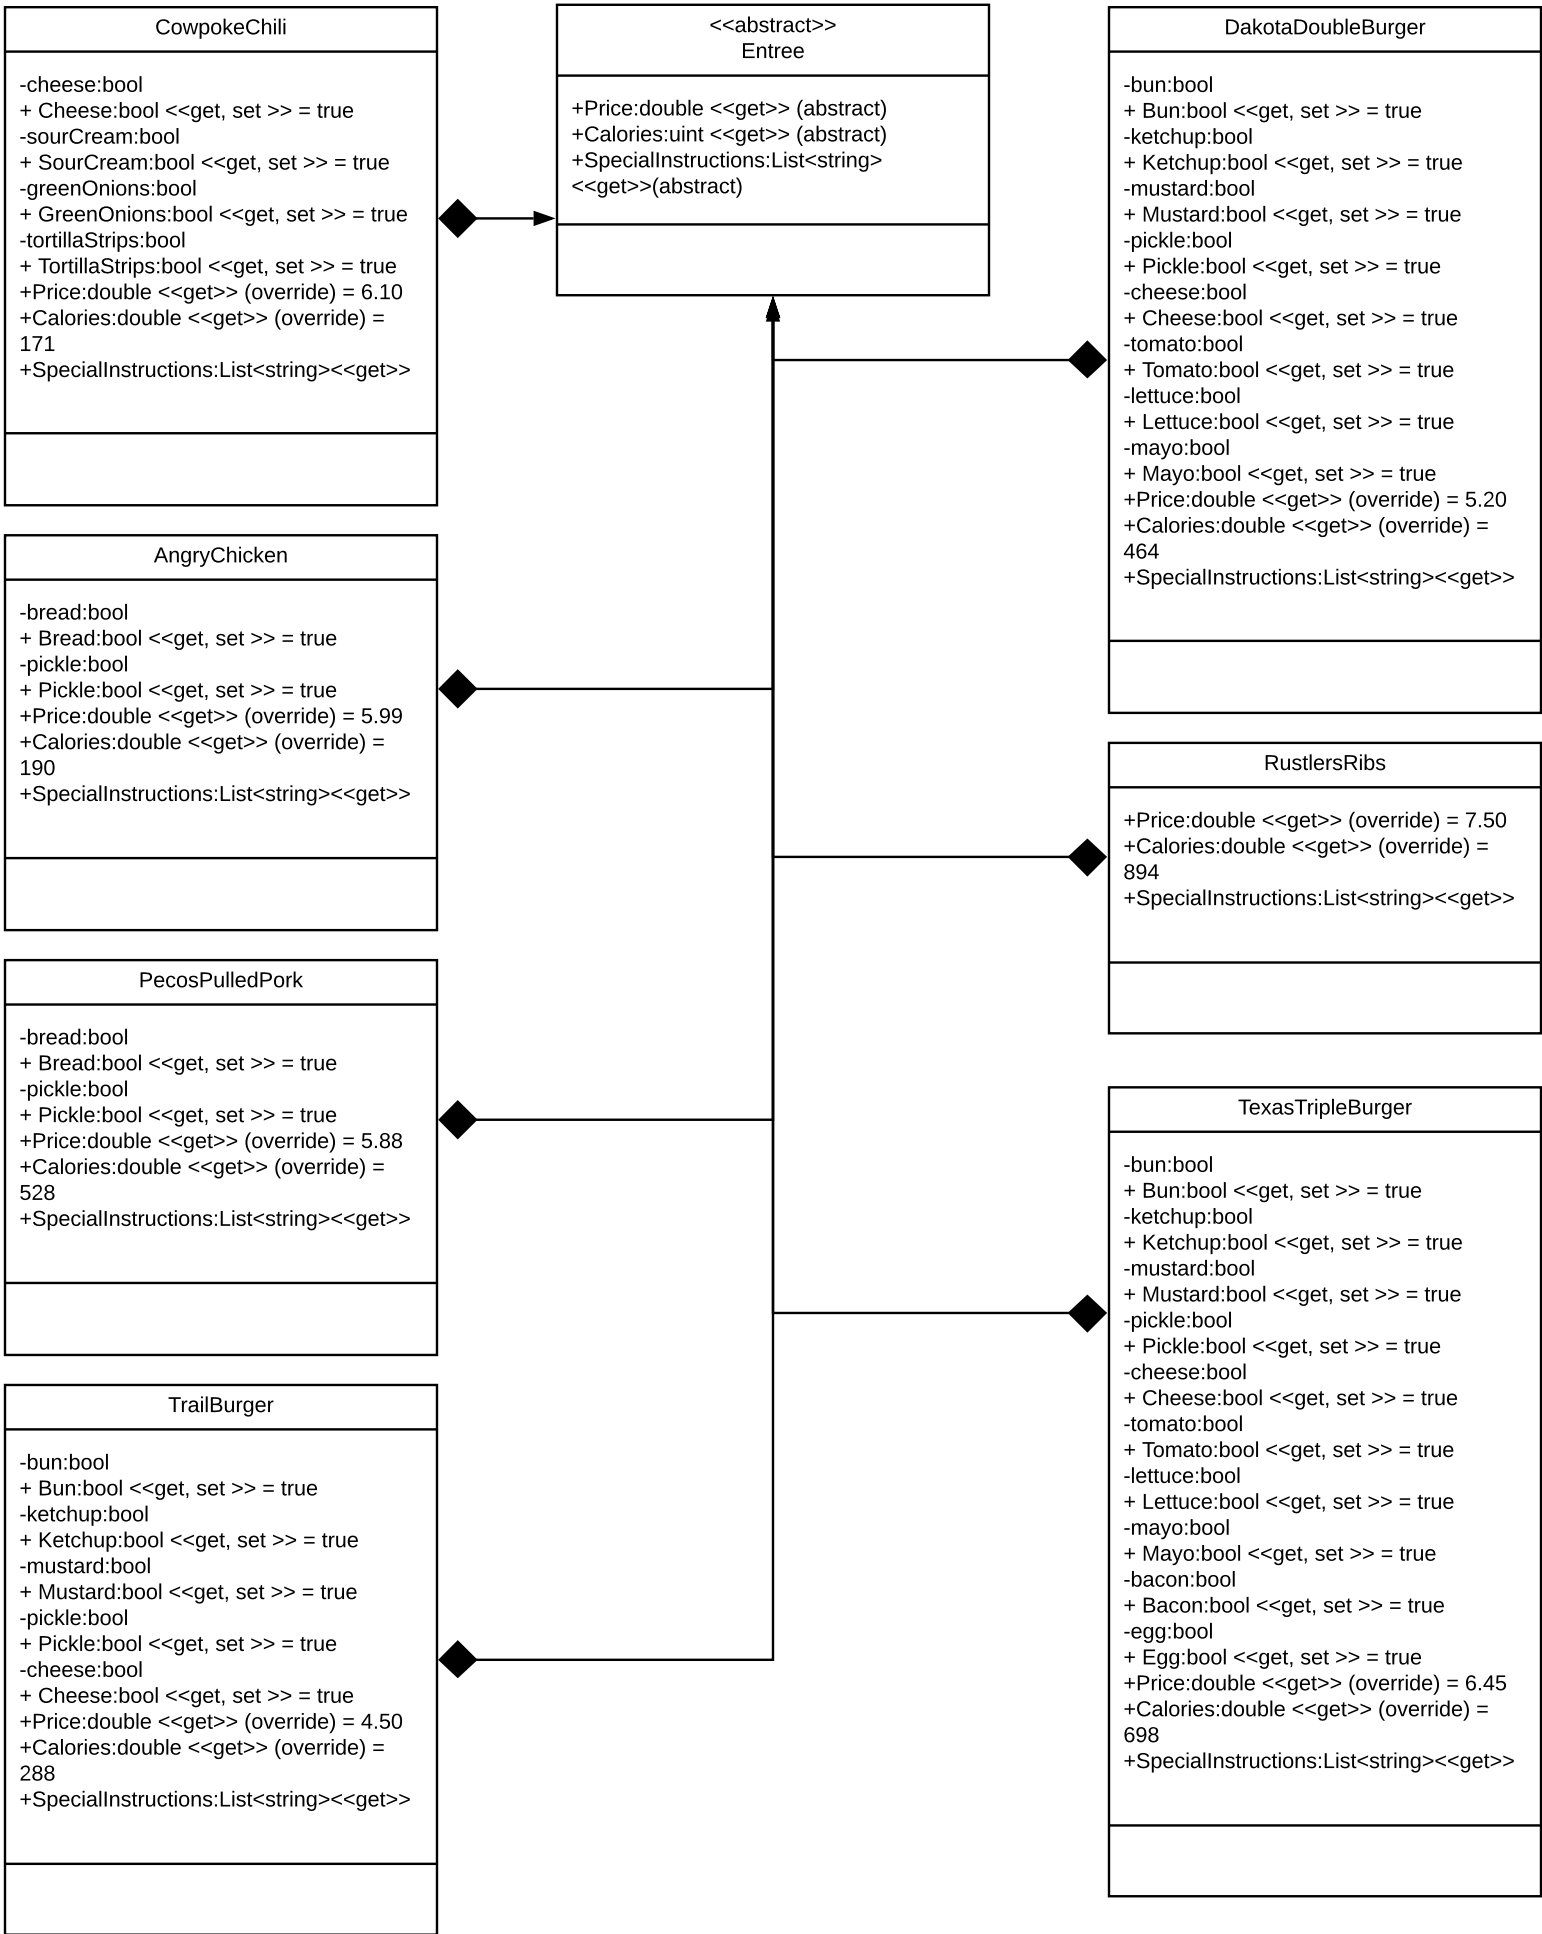 CowpokeChili
-cheese:bool
+ Cheese:bool <<get, set >> = true
-sourCream:bool
+ SourCream:bool <<get, set >> = true
-greenOnions:bool
+ GreenOnions:bool <<get, set >> = true
-tortillaStrips:bool
+ TortillaStrips:bool <<get, set >> = true
+Price:double <<get>> (override) = 6.10
+Calories:double <<get>> (override) =
171
+SpecialInstructions:List<string><<get>>
<<abstract>>
Entree
+Price:double <<get>> (abstract)
+Calories:uint <<get>> (abstract)
+SpecialInstructions:List<string>
<<get>>(abstract)
DakotaDoubleBurger
-bun:bool
+ Bun:bool <<get, set >> = true
-ketchup:bool
+ Ketchup:bool <<get, set >> = true
-mustard:bool
+ Mustard:bool <<get, set >> = true
-pickle:bool
+ Pickle:bool <<get, set >> = true
-cheese:bool
+ Cheese:bool <<get, set >> = true
-tomato:bool
+ Tomato:bool <<get, set >> = true
-lettuce:bool
+ Lettuce:bool <<get, set >> = true
-mayo:bool
+ Mayo:bool <<get, set >> = true
+Price:double <<get>> (override) = 5.20
+Calories:double <<get>> (override) =
464
+SpecialInstructions:List<string><<get>>
AngryChicken
-bread:bool
+ Bread:bool <<get, set >> = true
-pickle:bool
+ Pickle:bool <<get, set >> = true
+Price:double <<get>> (override) = 5.99
+Calories:double <<get>> (override) =
190
+SpecialInstructions:List<string><<get>>
RustlersRibs
+Price:double <<get>> (override) = 7.50
+Calories:double <<get>> (override) =
894
+SpecialInstructions:List<string><<get>>
PecosPulledPork
-bread:bool
+ Bread:bool <<get, set >> = true
-pickle:bool
+ Pickle:bool <<get, set >> = true
+Price:double <<get>> (override) = 5.88
+Calories:double <<get>> (override) =
528
+SpecialInstructions:List<string><<get>>
TexasTripleBurger
-bun:bool
+ Bun:bool <<get, set >> = true
-ketchup:bool
+ Ketchup:bool <<get, set >> = true
-mustard:bool
+ Mustard:bool <<get, set >> = true
-pickle:bool
+ Pickle:bool <<get, set >> = true
-cheese:bool
+ Cheese:bool <<get, set >> = true
-tomato:bool
+ Tomato:bool <<get, set >> = true
-lettuce:bool
+ Lettuce:bool <<get, set >> = true
-mayo:bool
+ Mayo:bool <<get, set >> = true
-bacon:bool
+ Bacon:bool <<get, set >> = true
-egg:bool
+ Egg:bool <<get, set >> = true
+Price:double <<get>> (override) = 6.45
+Calories:double <<get>> (override) =
698
+SpecialInstructions:List<string><<get>>
TrailBurger
-bun:bool
+ Bun:bool <<get, set >> = true
-ketchup:bool
+ Ketchup:bool <<get, set >> = true
-mustard:bool
+ Mustard:bool <<get, set >> = true
-pickle:bool
+ Pickle:bool <<get, set >> = true
-cheese:bool
+ Cheese:bool <<get, set >> = true
+Price:double <<get>> (override) = 4.50
+Calories:double <<get>> (override) =
288
+SpecialInstructions:List<string><<get>>